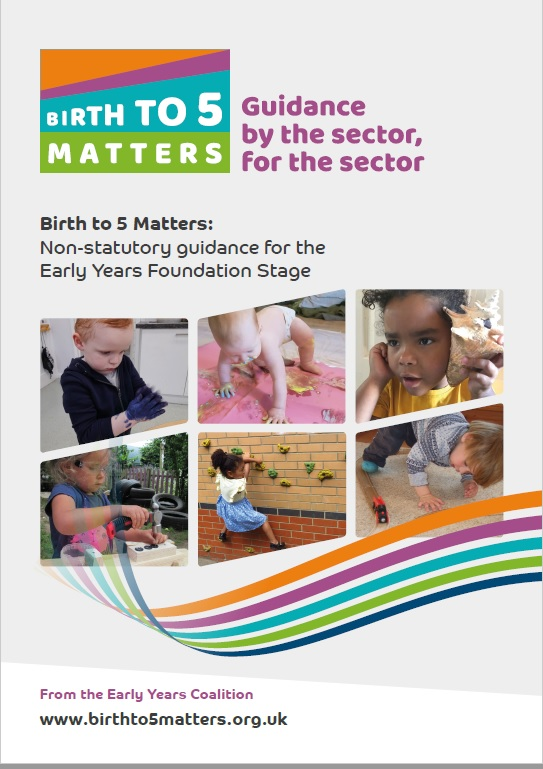 BIRTH TO 5
MATTERS
Guidance
by the sector,
for the sector
Birth to 5 Matters:
Non-statutory guidance for the
Early Years Foundation Stage
From the Early Years Coalition
www.birthto5matters.org.uk